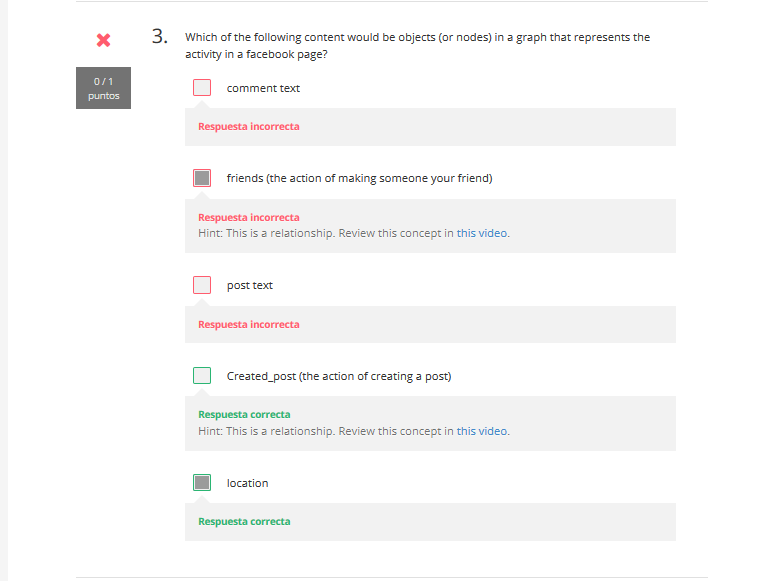 3. Which of the following content would be objects (or nodes) in a graph that represents the
activity in a facebook page?
0 / 1
puntos
comment text
Respuesta incorrecta
friends (the action of making someone your friend)
Respuesta incorrecta
Hint: This is a relationship. Review this concept in this video.
post text
Respuesta incorrecta
Created_post (the action of creating a post)
Respuesta correcta
Hint: This is a relationship. Review this concept in this video.
location
Respuesta correcta